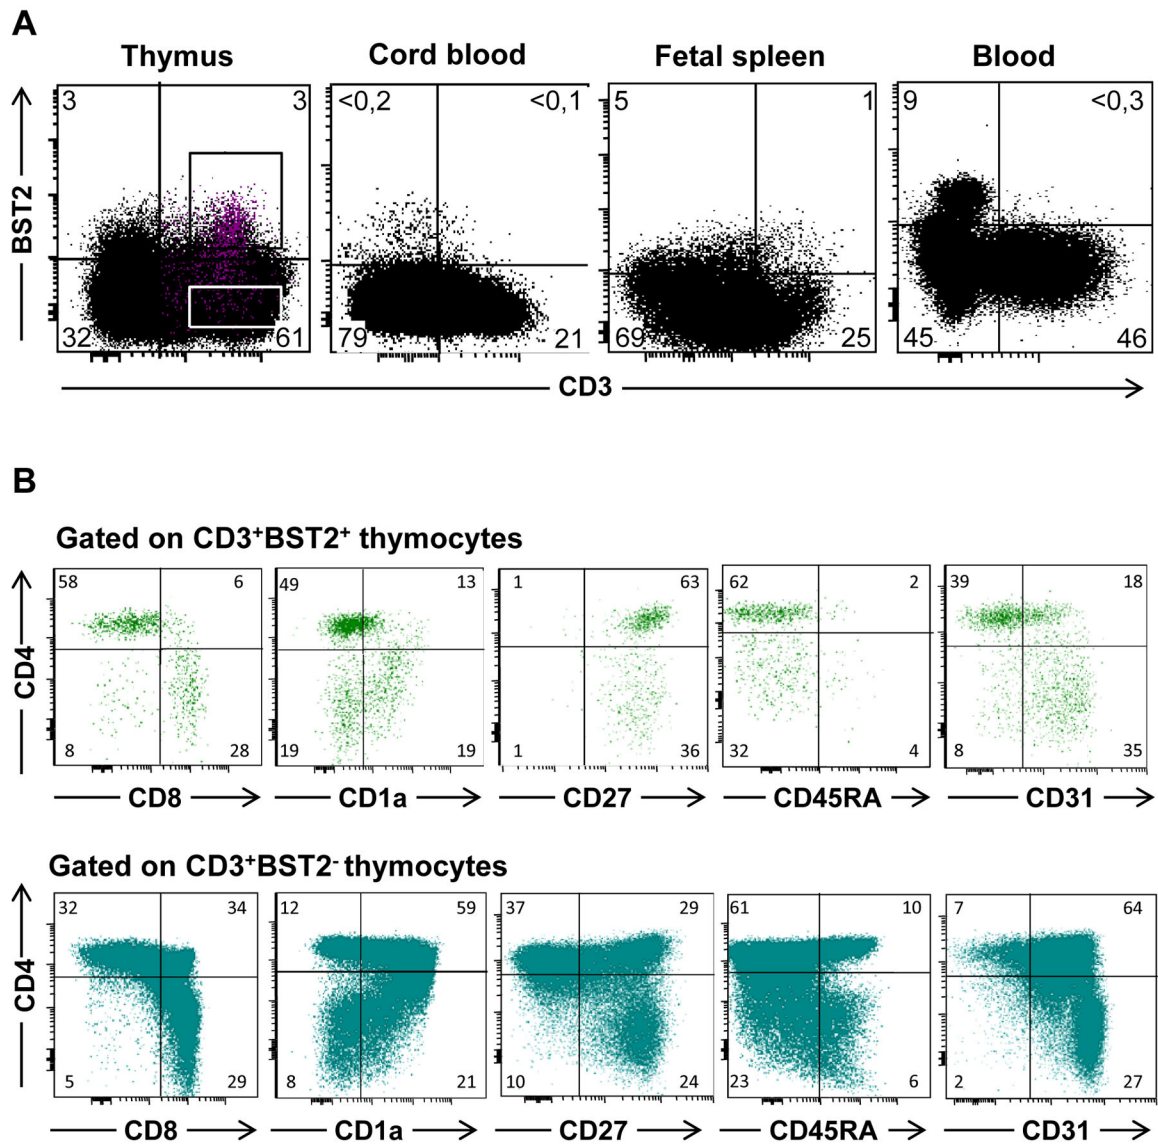 A
Thymus
Cord blood
Fetal spleen
Blood
3 3
<0,2 <0,1
5 1
9 <0,3
BST2
32 61
79 21
69 25
45 46
CD3
B
Gated on CD3⁺BST2⁺ thymocytes
58 6
49 13
1 63
62 2
39 18
CD4
8 28
19 19
1 36
32 4
8 35
CD8
CD1a
CD27
CD45RA
CD31
Gated on CD3⁺BST2⁻ thymocytes
32 34
12 59
37 29
61 10
7 64
CD4
5 29
8 21
10 24
23 6
2 27
CD8
CD1a
CD27
CD45RA
CD31